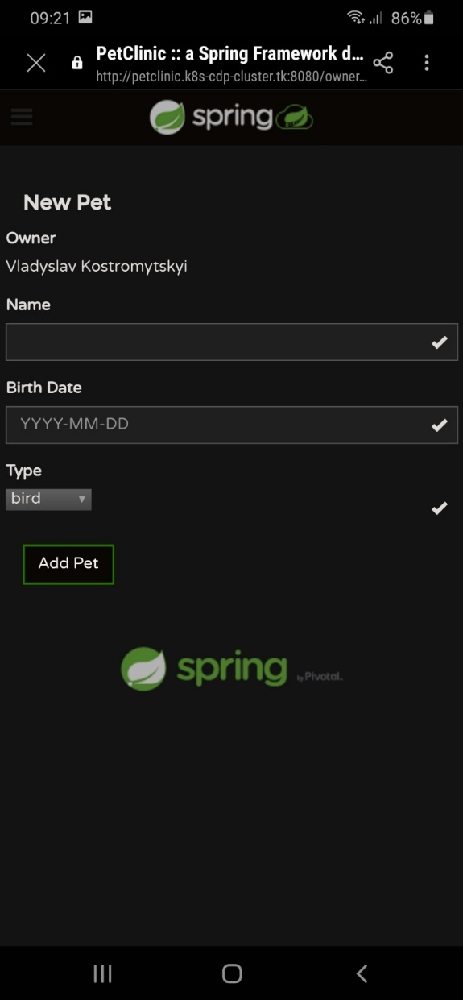 09:21
86%
PetClinic :: a Spring Framework d...
http://petclinic.k8s-cdp-cluster.tk:8080/owner...
spring
New Pet
Owner
Vladyslav Kostromytskyi
Name
Birth Date
YYYY-MM-DD
Type
bird
Add Pet
spring by Pivotal.